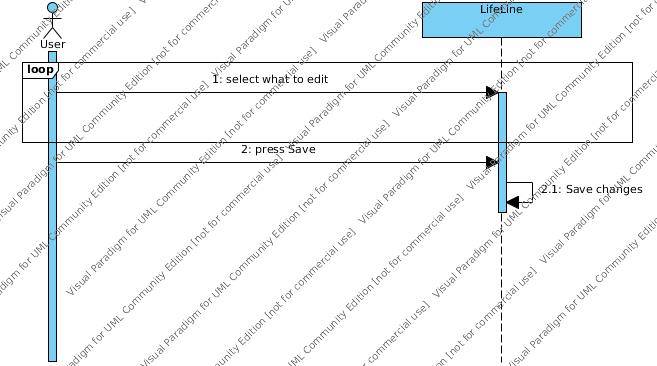 LifeLine
User
loop
1: select what to edit
2: press Save
2.1: Save changes
Visual Paradigm for UML Community Edition [not for commercial use]